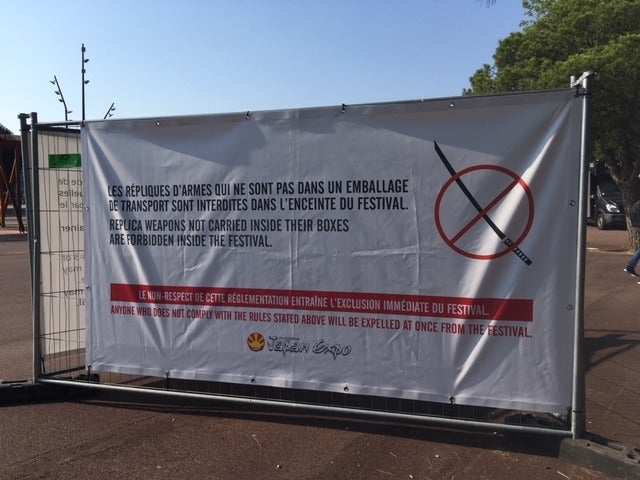 LES RÉPLIQUES D'ARMES QUI NE SONT PAS DANS UN EMBALLAGE
DE TRANSPORT SONT INTERDITES DANS L'ENCEINTE DU FESTIVAL.
REPLICA WEAPONS NOT CARRIED INSIDE THEIR BOXES
ARE FORBIDDEN INSIDE THE FESTIVAL.
LE NON-RESPECT DE CETTE RÉGLEMENTATION ENTRAÎNE L'EXCLUSION IMMÉDIATE DU FESTIVAL.
ANYONE WHO DOES NOT COMPLY WITH THE RULES STATED ABOVE WILL BE EXPELLED AT ONCE FROM THE FESTIVAL.
Japan Expo